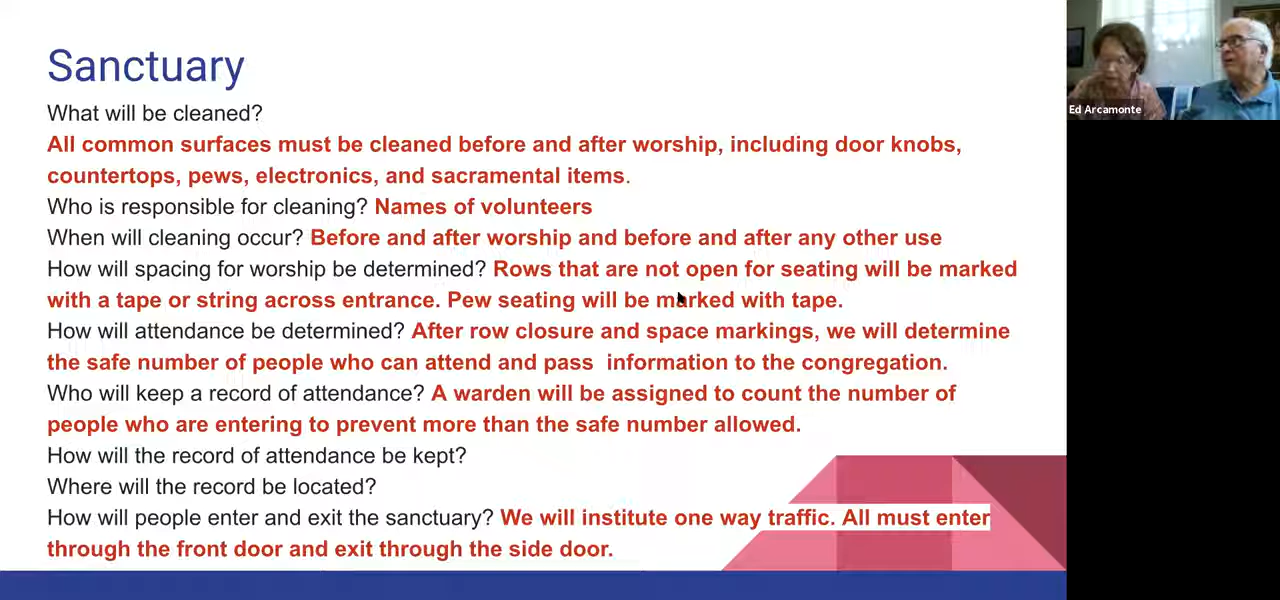 Sanctuary
What will be cleaned?
All common surfaces must be cleaned before and after worship, including door knobs,
countertops, pews, electronics, and sacramental items.
Who is responsible for cleaning? Names of volunteers
When will cleaning occur? Before and after worship and before and after any other use
How will spacing for worship be determined? Rows that are not open for seating will be marked
with a tape or string across entrance. Pew seating will be marked with tape.
How will attendance be determined? After row closure and space markings, we will determine
the safe number of people who can attend and pass  information to the congregation.
Who will keep a record of attendance? A warden will be assigned to count the number of
people who are entering to prevent more than the safe number allowed.
How will the record of attendance be kept?
Where will the record be located?
How will people enter and exit the sanctuary? We will institute one way traffic. All must enter
through the front door and exit through the side door.
Ed Arcamonte